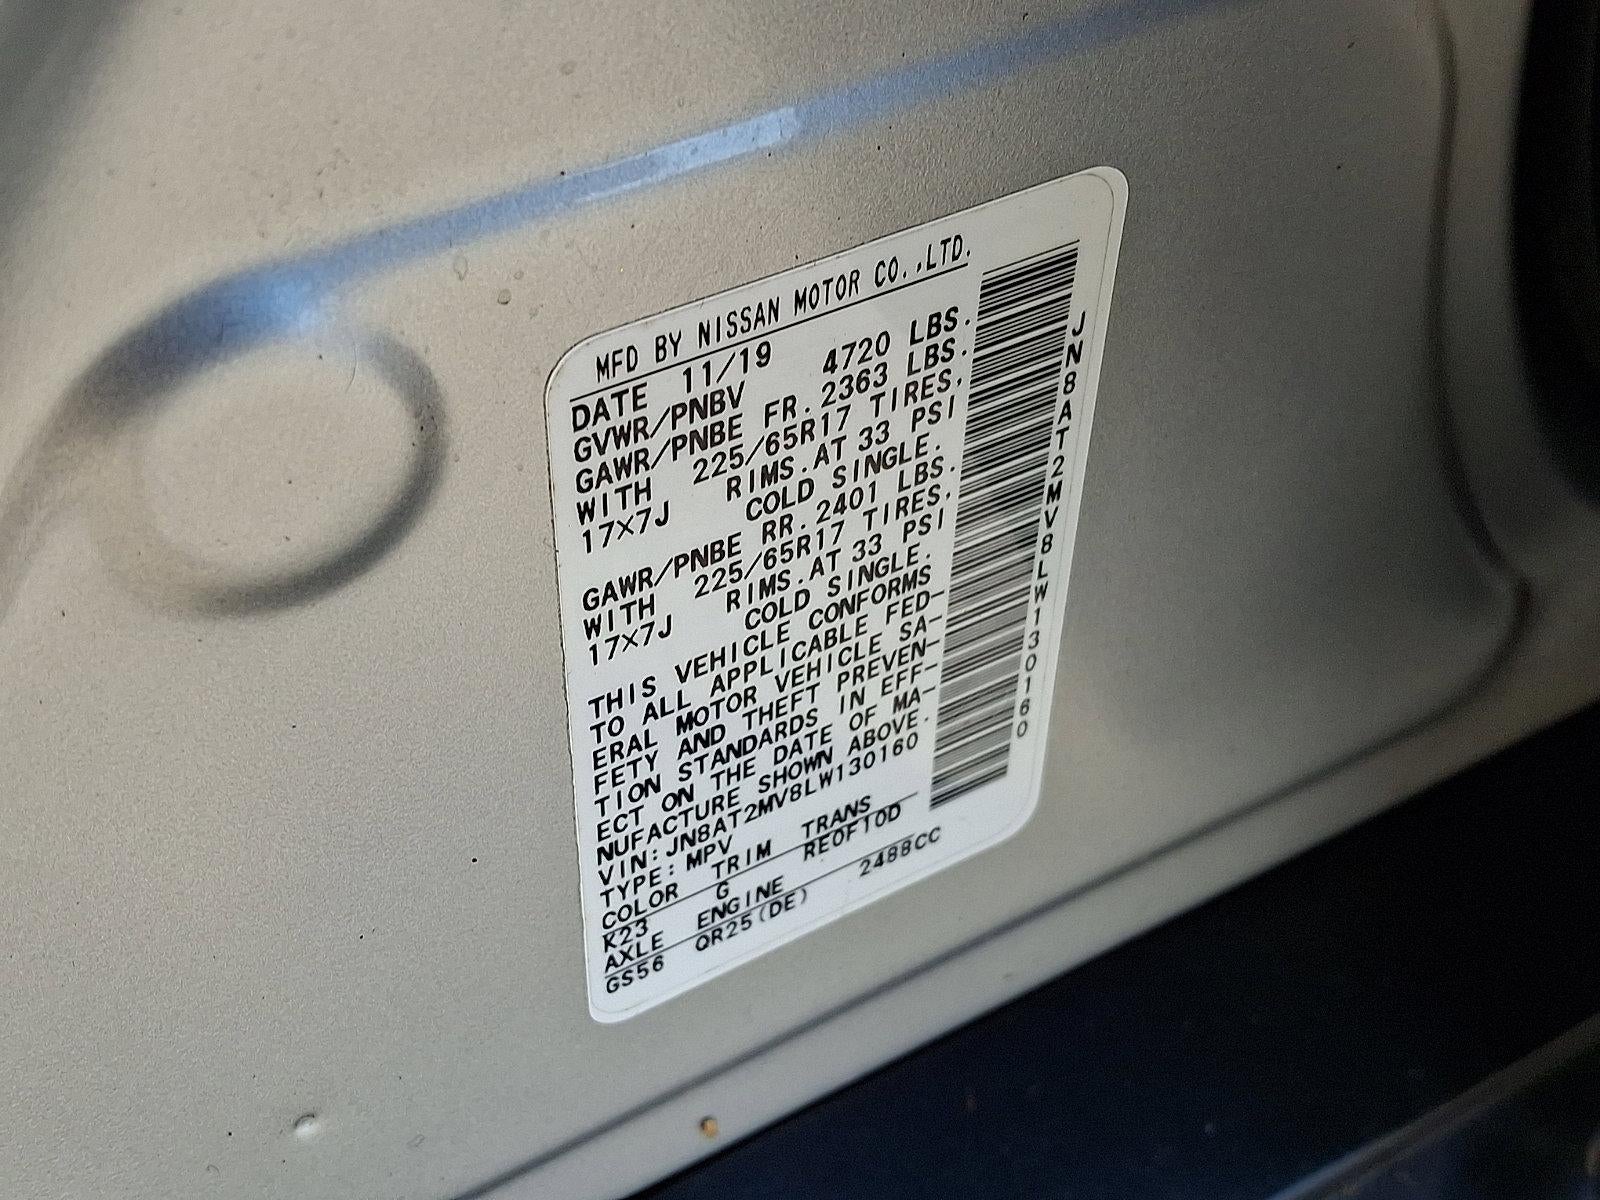 MFD BY NISSAN MOTOR CO.,LTD.
DATE 11/19
GVWR/PNBV 4720 LBS.
GAWR/PNBE FR. 2363 LBS.
WITH 225/65R17 TIRES.
17×7J RIMS.AT 33 PSI
COLD SINGLE.
GAWR/PNBE RR. 2401 LBS.
WITH 225/65R17 TIRES.
17×7J RIMS.AT 33 PSI
COLD SINGLE.
THIS VEHICLE CONFORMS
TO ALL APPLICABLE FED-
ERAL MOTOR VEHICLE SA-
FETY AND THEFT PREVEN-
TION STANDARDS IN EFF-
ECT ON THE DATE OF MA-
NUFACTURE SHOWN ABOVE.
VIN:JN8AT2MV8LW130160
TYPE:MPV
COLOR TRIM TRANS
K23 G RE0F10D
AXLE ENGINE
GS56 QR25(DE) 2488CC
JN8AT2MV8LW130160